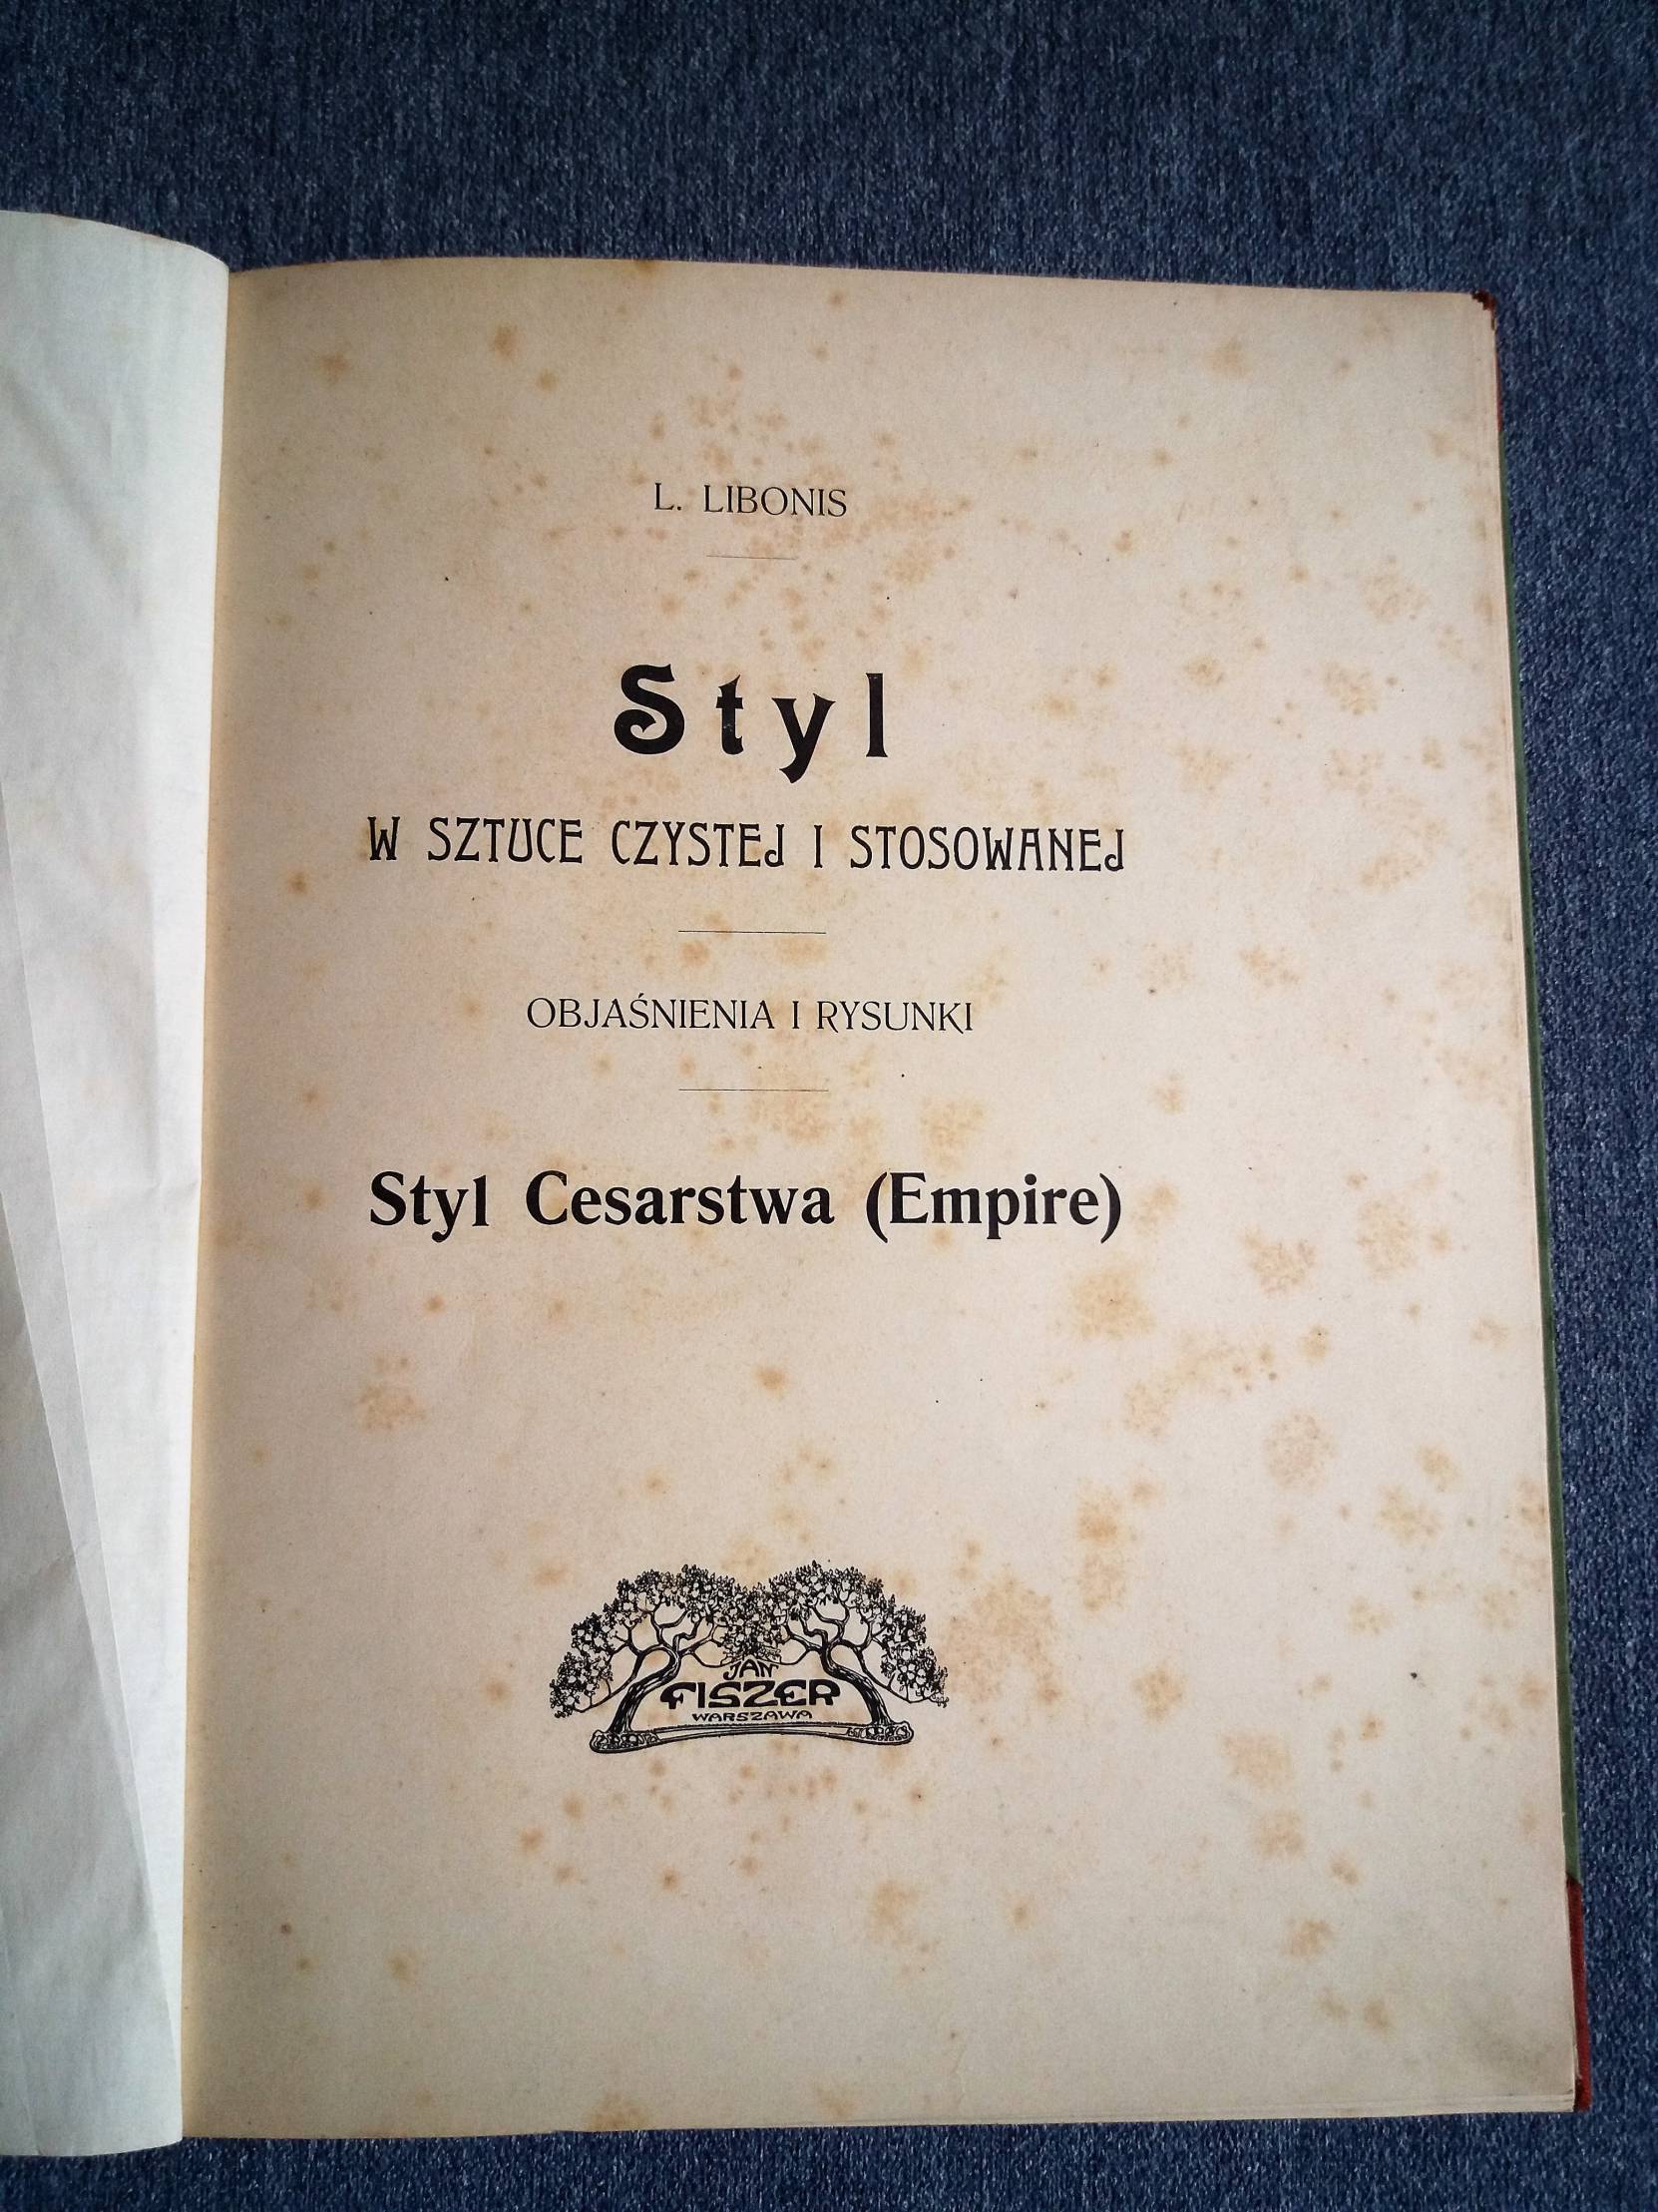 L. LIBONIS
Styl
W SZTUCE CZYSTEJ I STOSOWANEJ
OBJAŚNIENIA I RYSUNKI
Styl Cesarstwa (Empire)
JAN
FISZER
WARSZAWA